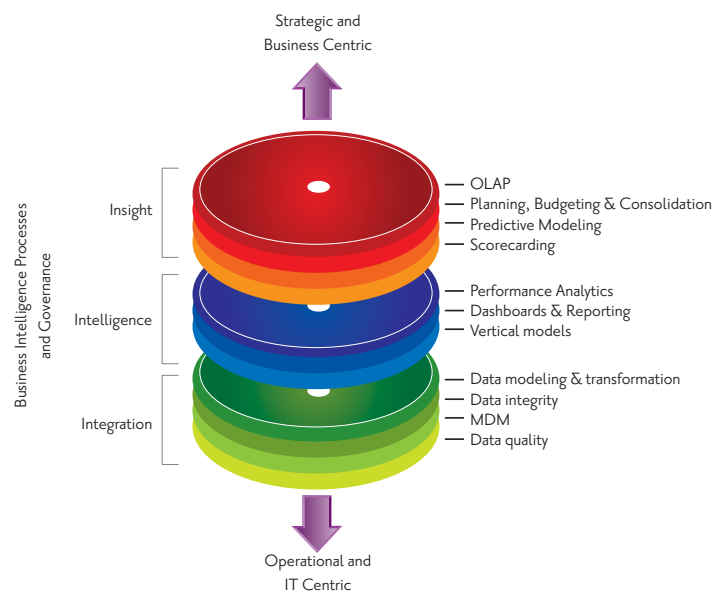 Strategic and
Business Centric
Business Intelligence Processes
and Governance
Insight
OLAP
Planning, Budgeting & Consolidation
Predictive Modeling
Scorecarding
Intelligence
Performance Analytics
Dashboards & Reporting
Vertical models
Integration
Data modeling & transformation
Data integrity
MDM
Data quality
Operational and
IT Centric